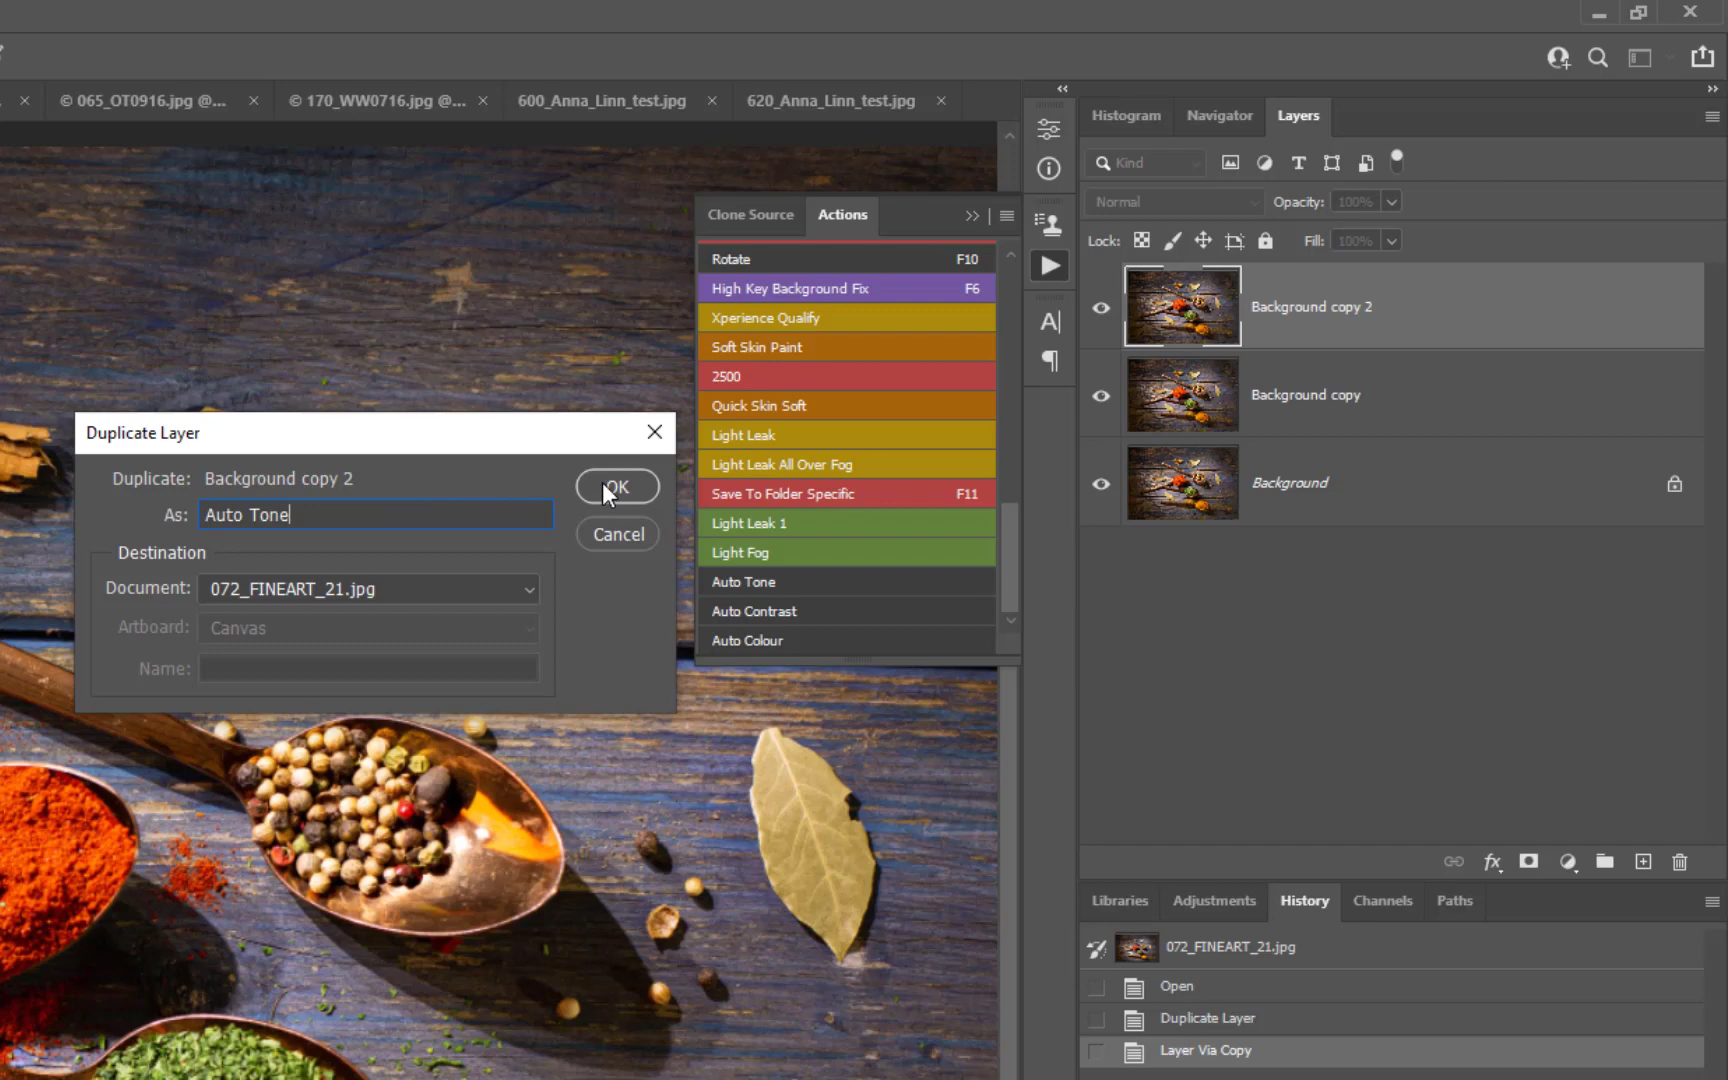 © 065_OT0916.jpg @...
© 170_WW0716.jpg @...
600_Anna_Linn_test.jpg
620_Anna_Linn_test.jpg
Histogram
Navigator
Layers
Kind
Normal
Opacity: 100%
Lock:
Fill: 100%
Background copy 2
Background copy
Background
Clone Source
Actions
Rotate F10
High Key Background Fix F6
Xperience Qualify
Soft Skin Paint
2500
Quick Skin Soft
Light Leak
Light Leak All Over Fog
Save To Folder Specific F11
Light Leak 1
Light Fog
Auto Tone
Auto Contrast
Auto Colour
Duplicate Layer
Duplicate: Background copy 2
OK
As: Auto Tone
Cancel
Destination
Document: 072_FINEART_21.jpg
Artboard: Canvas
Name:
Libraries
Adjustments
History
Channels
Paths
072_FINEART_21.jpg
Open
Duplicate Layer
Layer Via Copy